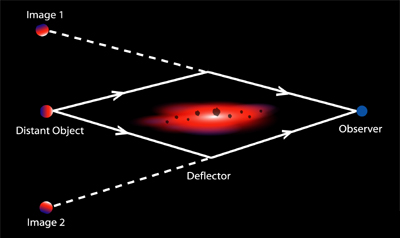 Image 1
Distant Object
Observer
Deflector
Image 2